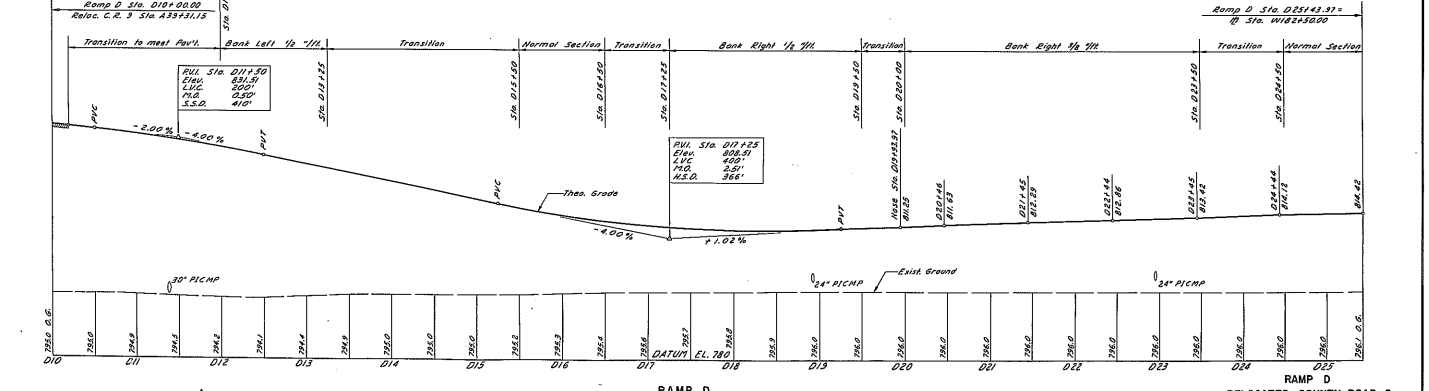 Ramp D Sta. D10+00.00
Reloc. C.R. 9 Sta A39+31.15
Ramp D Sta. D25+43.97=
₥ Sta. W182+50.00
Transition to meet Pav't.
Bank Left 1/2 "/ft.
Transition
Normal Section
Transition
Bank Right 1/2 "/ft.
Transition
Bank Right 3/8 "/ft.
Transition
Normal Section
Sta. D13+25
Sta. D15+50
Sta. D16+50
Sta. D17+25
Sta. D19+50
Sta. D20+00
Sta. D23+50
Sta. D24+50
P.V.I. Sta. D11+50
Elev. 831.51
L.V.C. 200'
M.O. 0.50'
S.S.D. 410'
PVC
-2.00%
-4.00%
PVT
P.V.I. Sta. D17+25
Elev. 808.51
LVC 400'
M.O. 2.51'
H.S.D. 366'
PVC
Theo. Grade
-4.00%
+1.02%
PVT
Nose Sta. D19+93.97
811.25
D20+46
811.63
D21+45
812.29
D22+44
812.86
D23+45
813.42
D24+44
814.12
814.42
30" PICMP
24" PICMP
Exist. Ground
24" PICMP
795.0 O.G.
795.0
794.9
794.5
794.2
794.1
794.4
794.9
795.0
795.0
795.0
795.2
795.3
795.4
795.6
795.7
795.8
795.9
796.0
796.0
796.0
796.0
796.0
796.0
796.0
796.0
796.0
796.0
796.0
796.0
796.1 O.G.
DATUM EL. 780
D10
D11
D12
D13
D14
D15
D16
D17
D18
D19
D20
D21
D22
D23
D24
D25
RAMP D
RAMP D